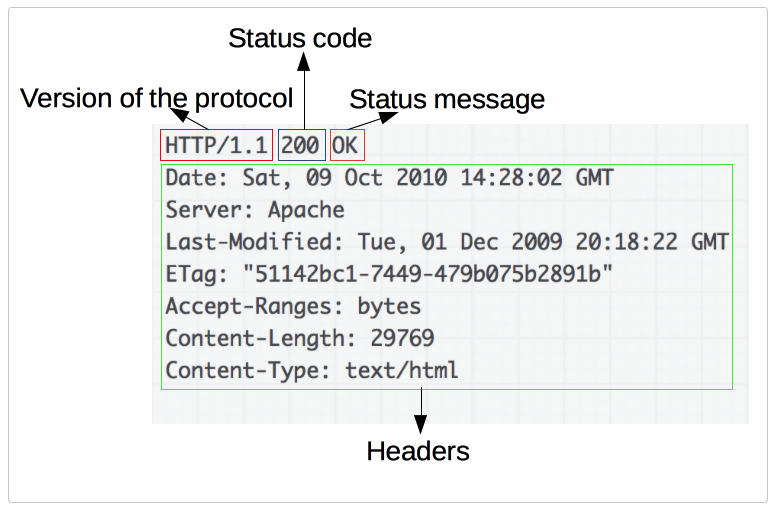 Status code
Version of the protocol
Status message
HTTP/1.1 200 OK
Date: Sat, 09 Oct 2010 14:28:02 GMT
Server: Apache
Last-Modified: Tue, 01 Dec 2009 20:18:22 GMT
ETag: "51142bc1-7449-479b075b2891b"
Accept-Ranges: bytes
Content-Length: 29769
Content-Type: text/html
Headers